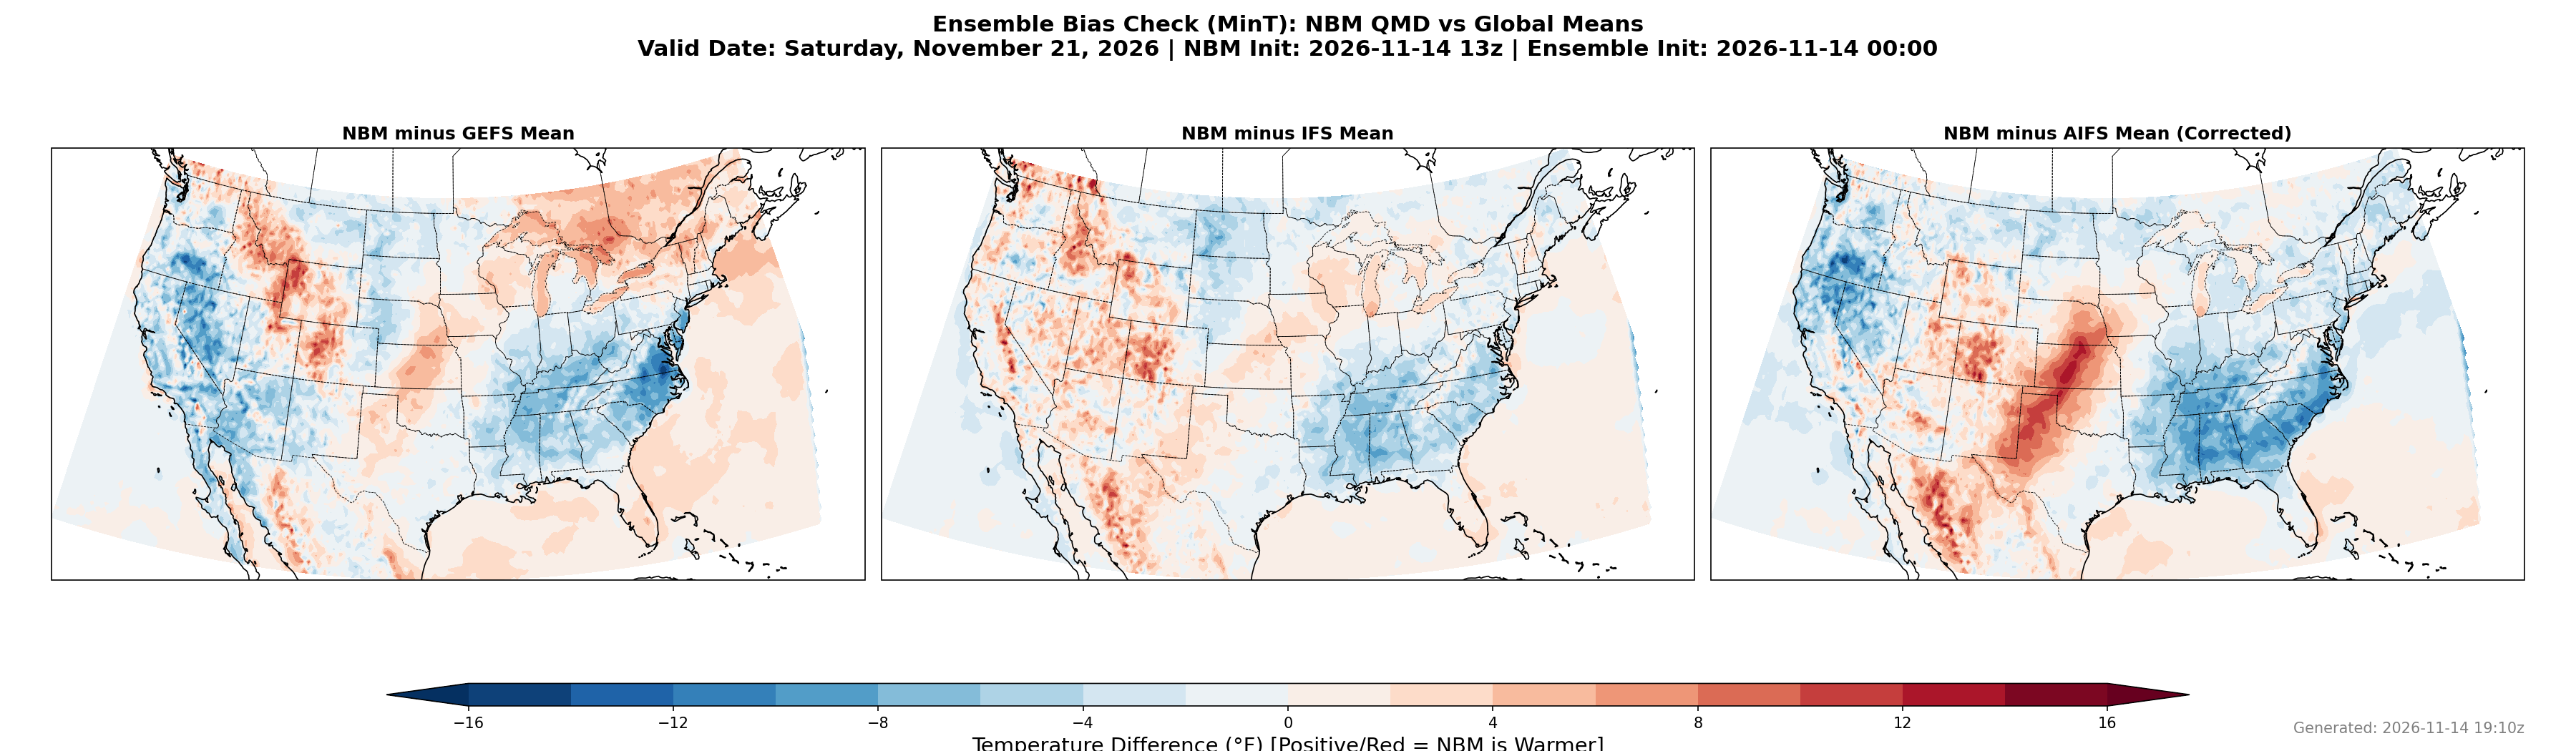 Ensemble Bias Check (MinT): NBM QMD vs Global Means
Valid Date: Saturday, November 21, 2026 | NBM Init: 2026-11-14 13z | Ensemble Init: 2026-11-14 00:00
NBM minus GEFS Mean
NBM minus IFS Mean
NBM minus AIFS Mean (Corrected)
−16
−12
−8
−4
0
4
8
12
16
Temperature Difference (°F) [Positive/Red = NBM is Warmer]
Generated: 2026-11-14 19:10z